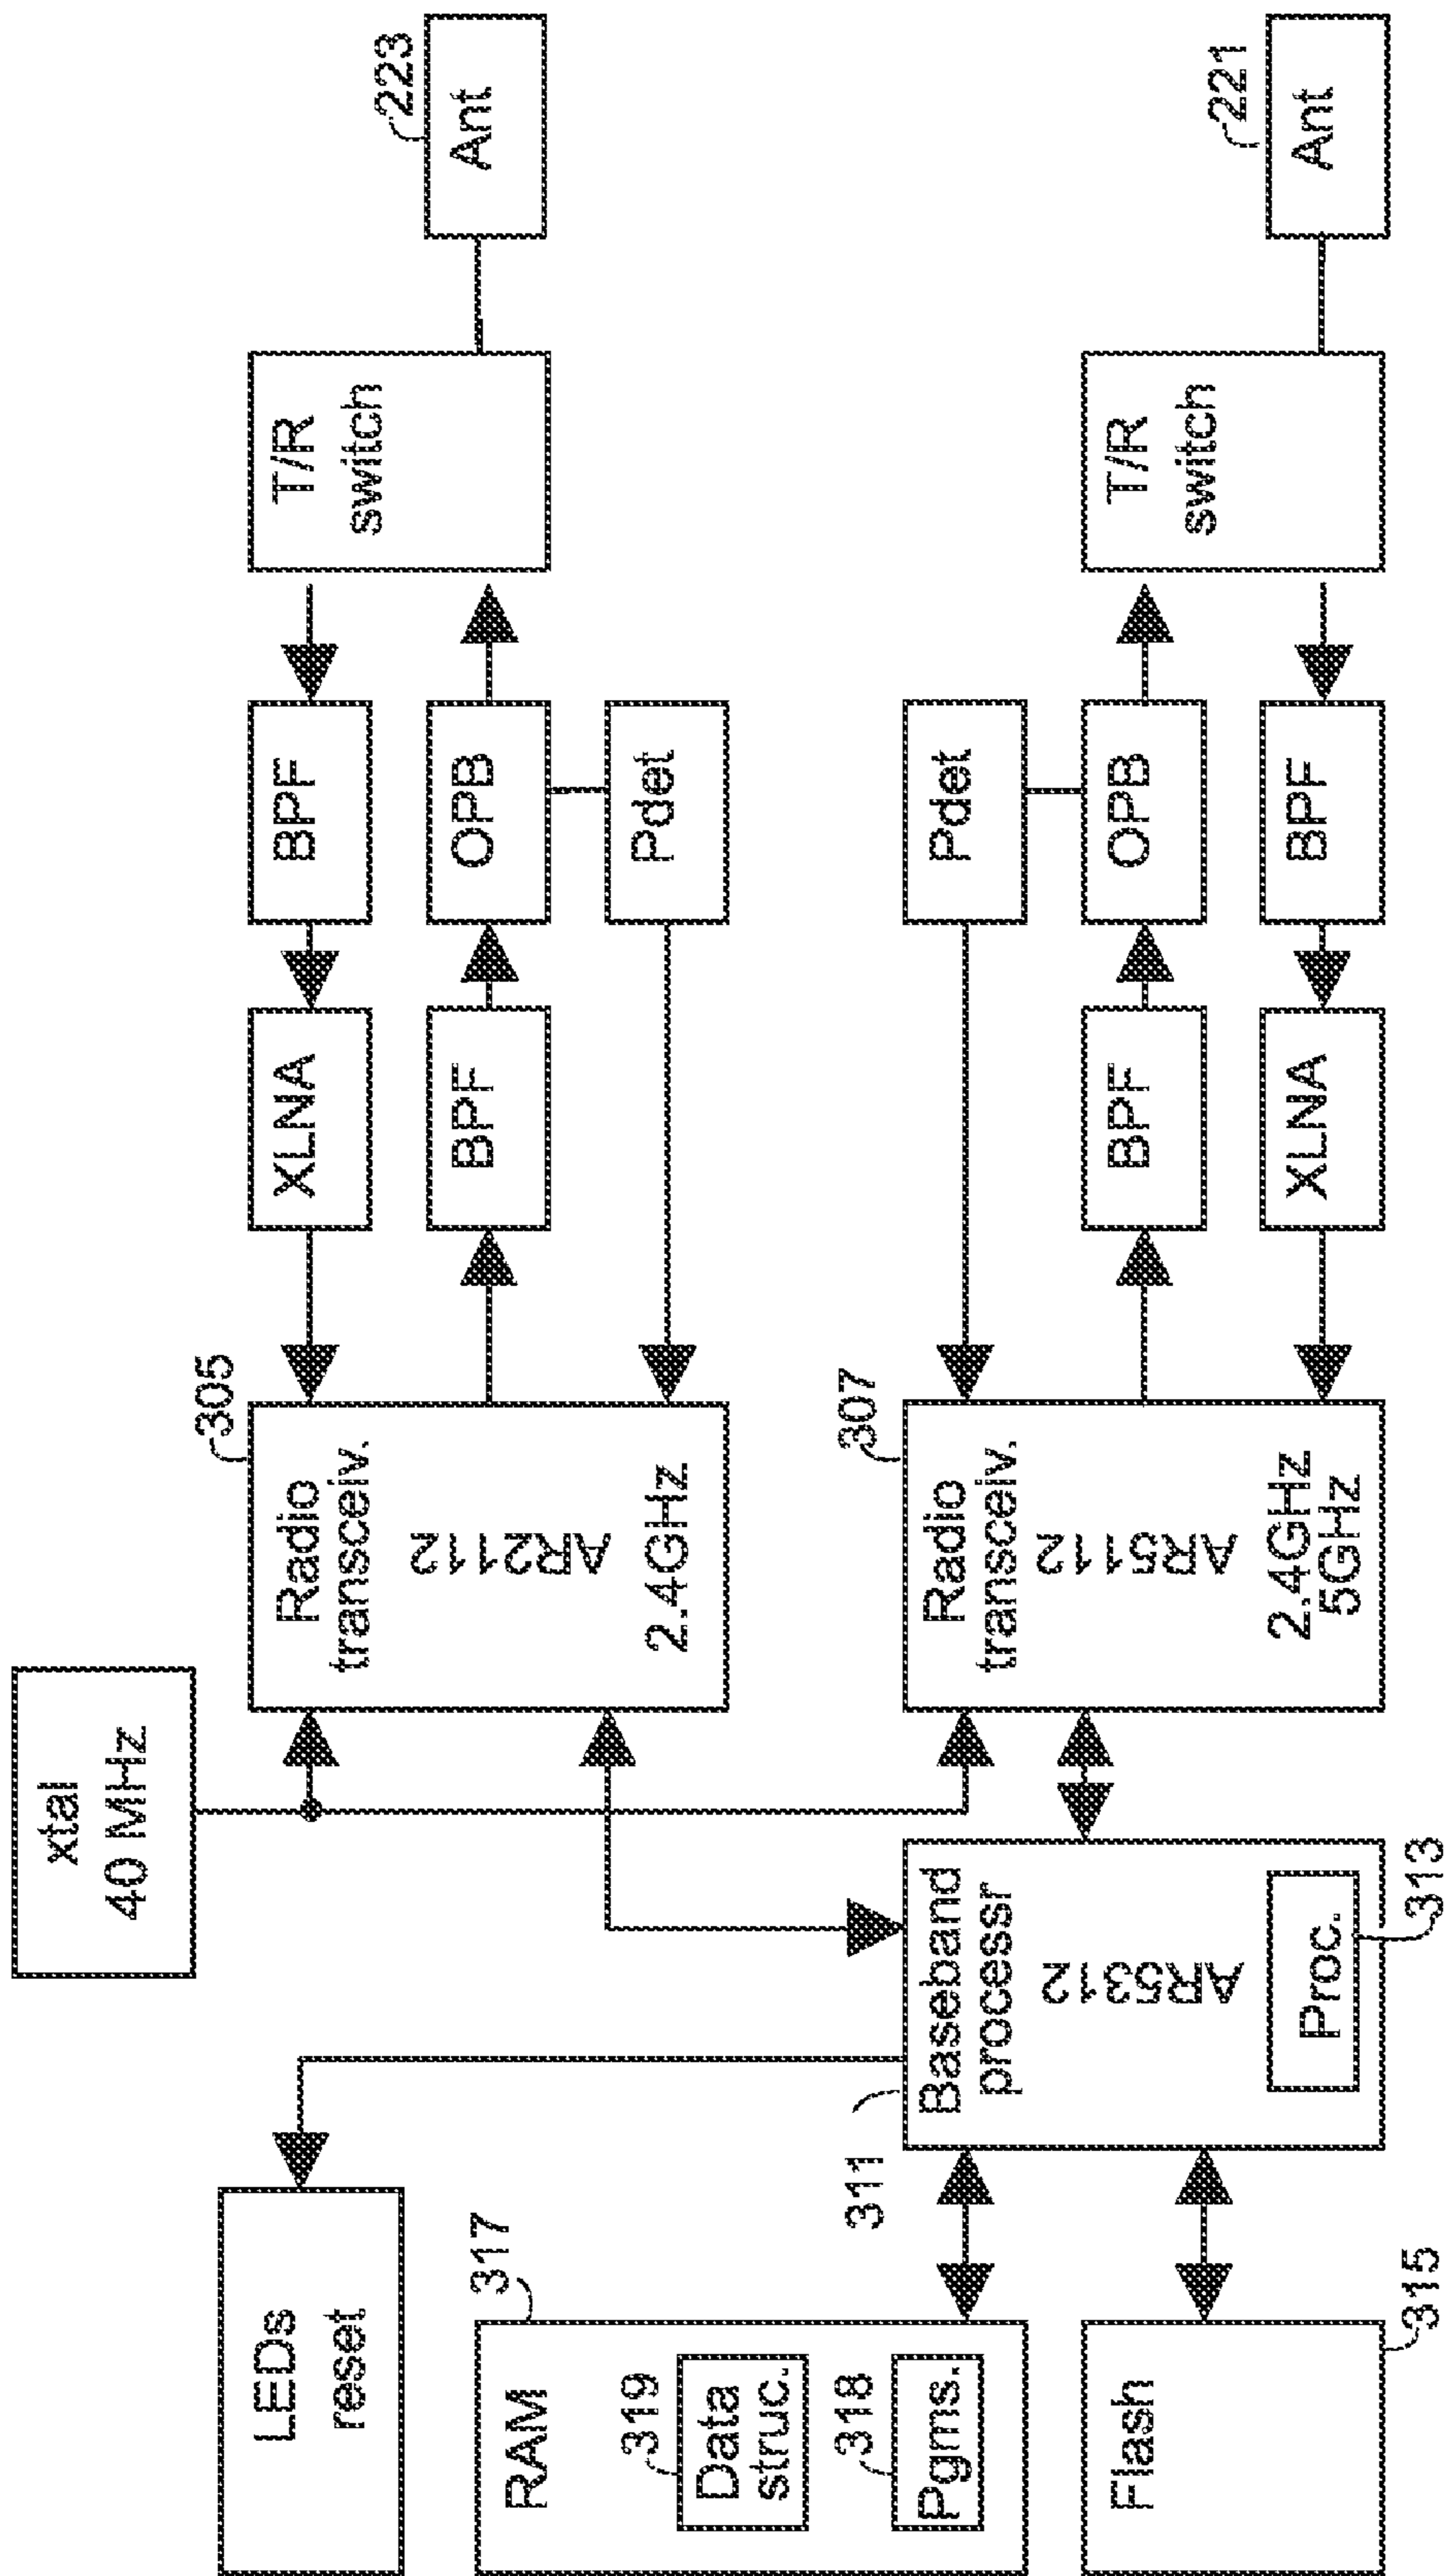 xtal
40 MHz
LEDs
reset
305
Radio
transceiv.
AR2112
2.4GHz
XLNA
BPF
BPF
OPB
Pdet
T/R
switch
223
Ant
317
RAM
319
Data
struc.
318
Pgms.
Flash
315
311
Baseband
processr
AR5312
Proc.
313
307
Radio
transceiv.
AR5112
2.4GHz
5GHz
Pdet
BPF
OPB
XLNA
BPF
T/R
switch
221
Ant